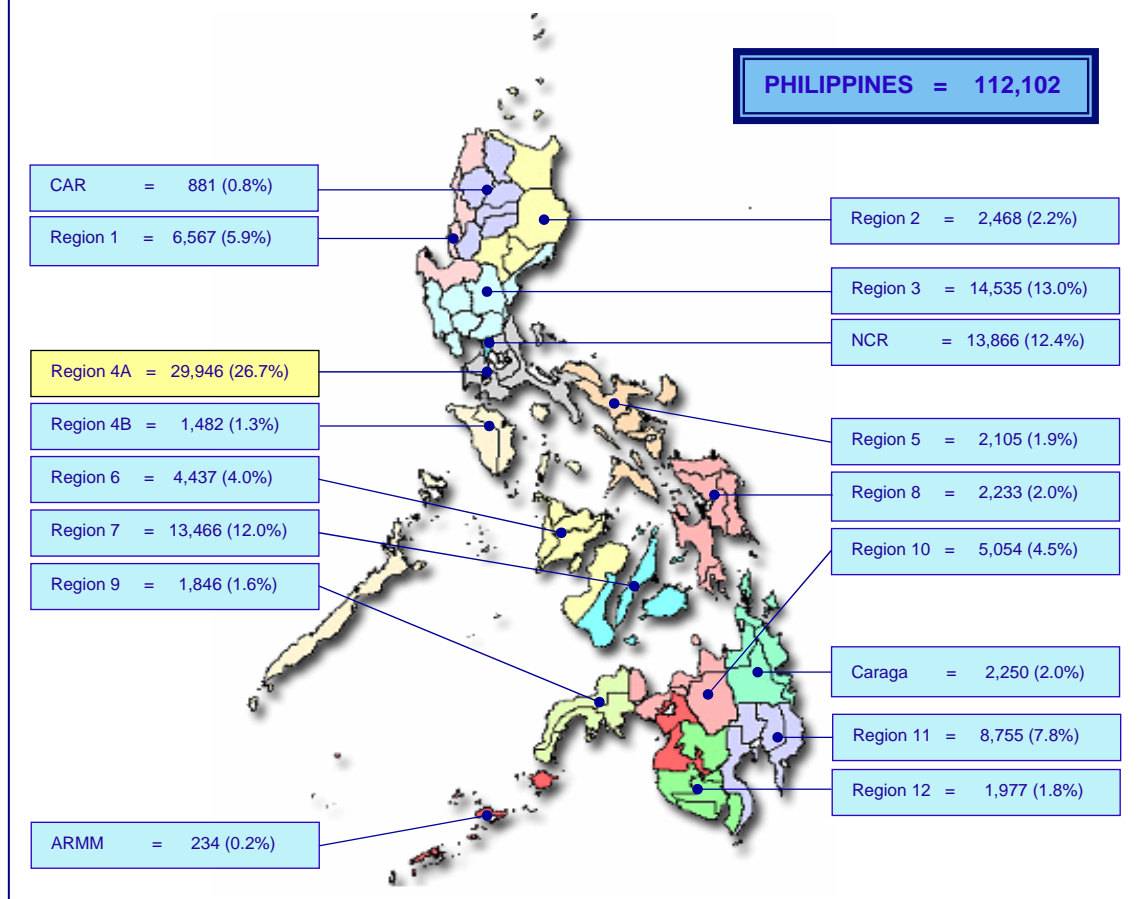 PHILIPPINES = 112,102
CAR = 881 (0.8%)
Region 1 = 6,567 (5.9%)
Region 4A = 29,946 (26.7%)
Region 4B = 1,482 (1.3%)
Region 6 = 4,437 (4.0%)
Region 7 = 13,466 (12.0%)
Region 9 = 1,846 (1.6%)
ARMM = 234 (0.2%)
Region 2 = 2,468 (2.2%)
Region 3 = 14,535 (13.0%)
NCR = 13,866 (12.4%)
Region 5 = 2,105 (1.9%)
Region 8 = 2,233 (2.0%)
Region 10 = 5,054 (4.5%)
Caraga = 2,250 (2.0%)
Region 11 = 8,755 (7.8%)
Region 12 = 1,977 (1.8%)